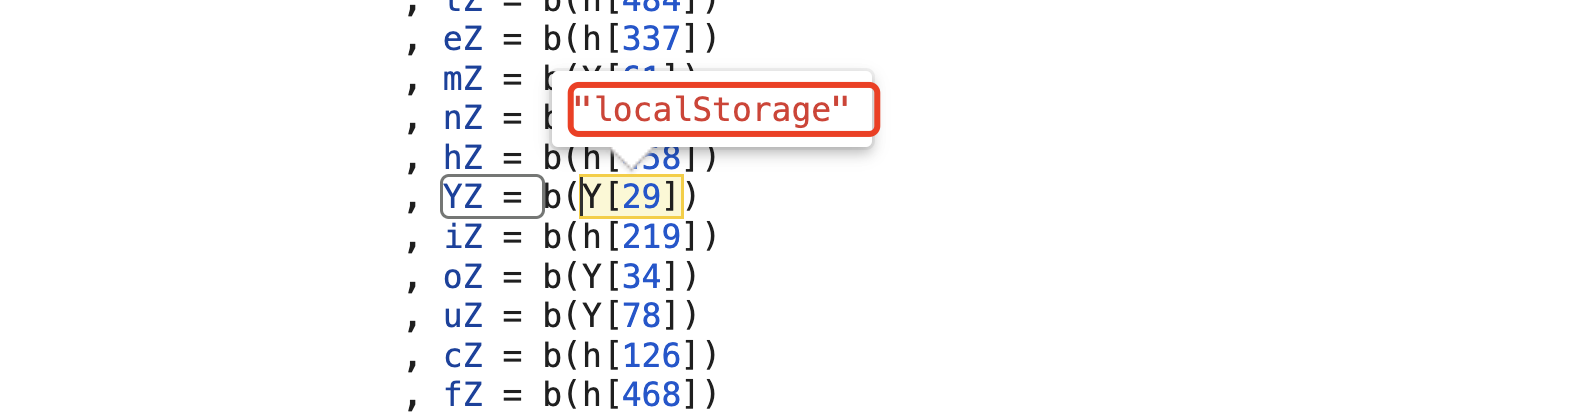 , tZ = b(h[484])
, eZ = b(h[337])
, mZ = b(Y[61])
"localStorage"
, nZ = b
, hZ = b(h[58])
, YZ = b(Y[29])
, iZ = b(h[219])
, oZ = b(Y[34])
, uZ = b(Y[78])
, cZ = b(h[126])
, fZ = b(h[468])